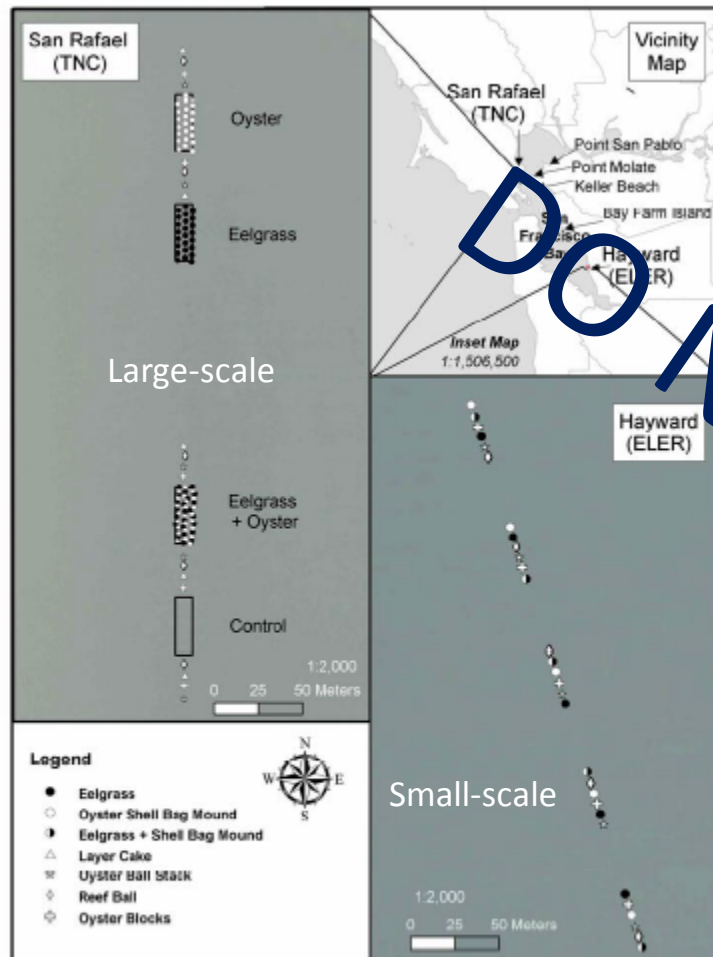 San Rafael
(TNC)
Oyster
Eelgrass
Large-scale
Eelgrass
+ Oyster
Control
1:2,000
0 25 50 Meters
Vicinity
Map
San Rafael
(TNC)
Point San Pablo
Point Molate
Keller Beach
Bay Farm Island
San
Francisco
Bay
Hayward
(ELER)
Inset Map
1:1,506,500
DO N
Hayward
(ELER)
Small-scale
1:2,000
0 25 50 Meters
Legend
N
W E
S
Eelgrass
Oyster Shell Bag Mound
Eelgrass + Shell Bag Mound
Layer Cake
Oyster Ball Stack
Reef Ball
Oyster Blocks